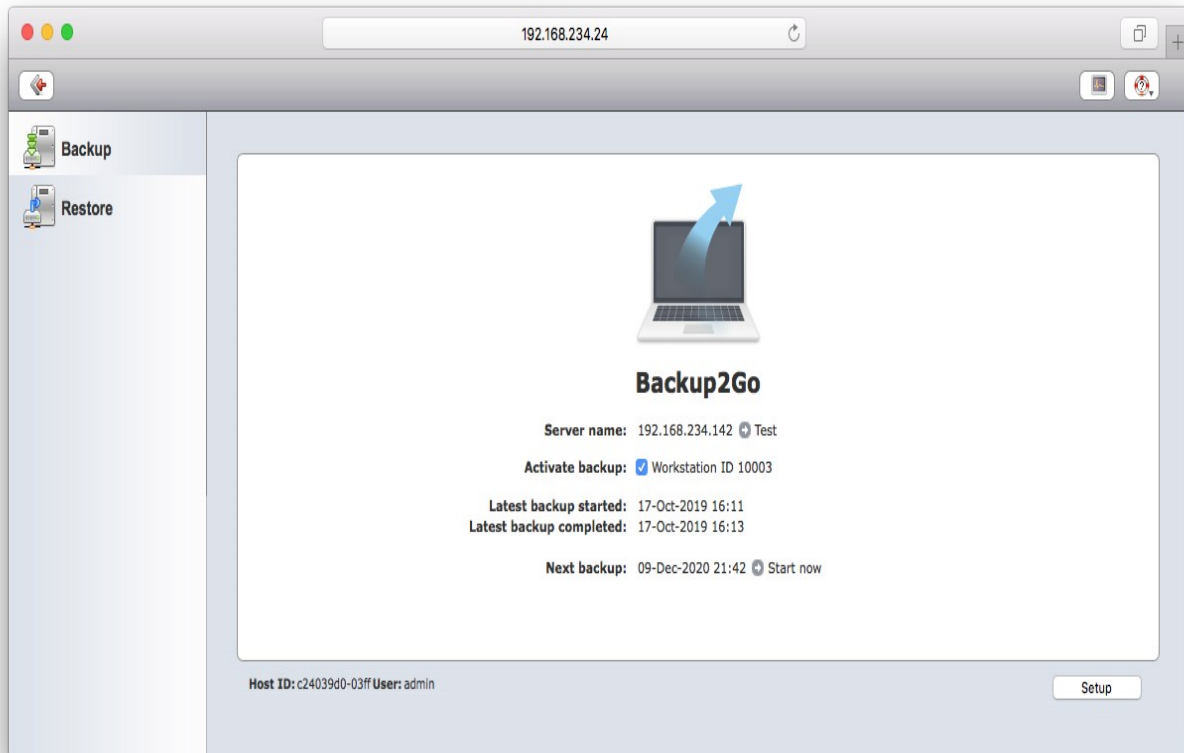 192.168.234.24
Backup
Restore
Backup2Go
Server name: 192.168.234.142 Test
Activate backup: Workstation ID 10003
Latest backup started: 17-Oct-2019 16:11
Latest backup completed: 17-Oct-2019 16:13
Next backup: 09-Dec-2020 21:42 Start now
Host ID: c24039d0-03ff User: admin
Setup